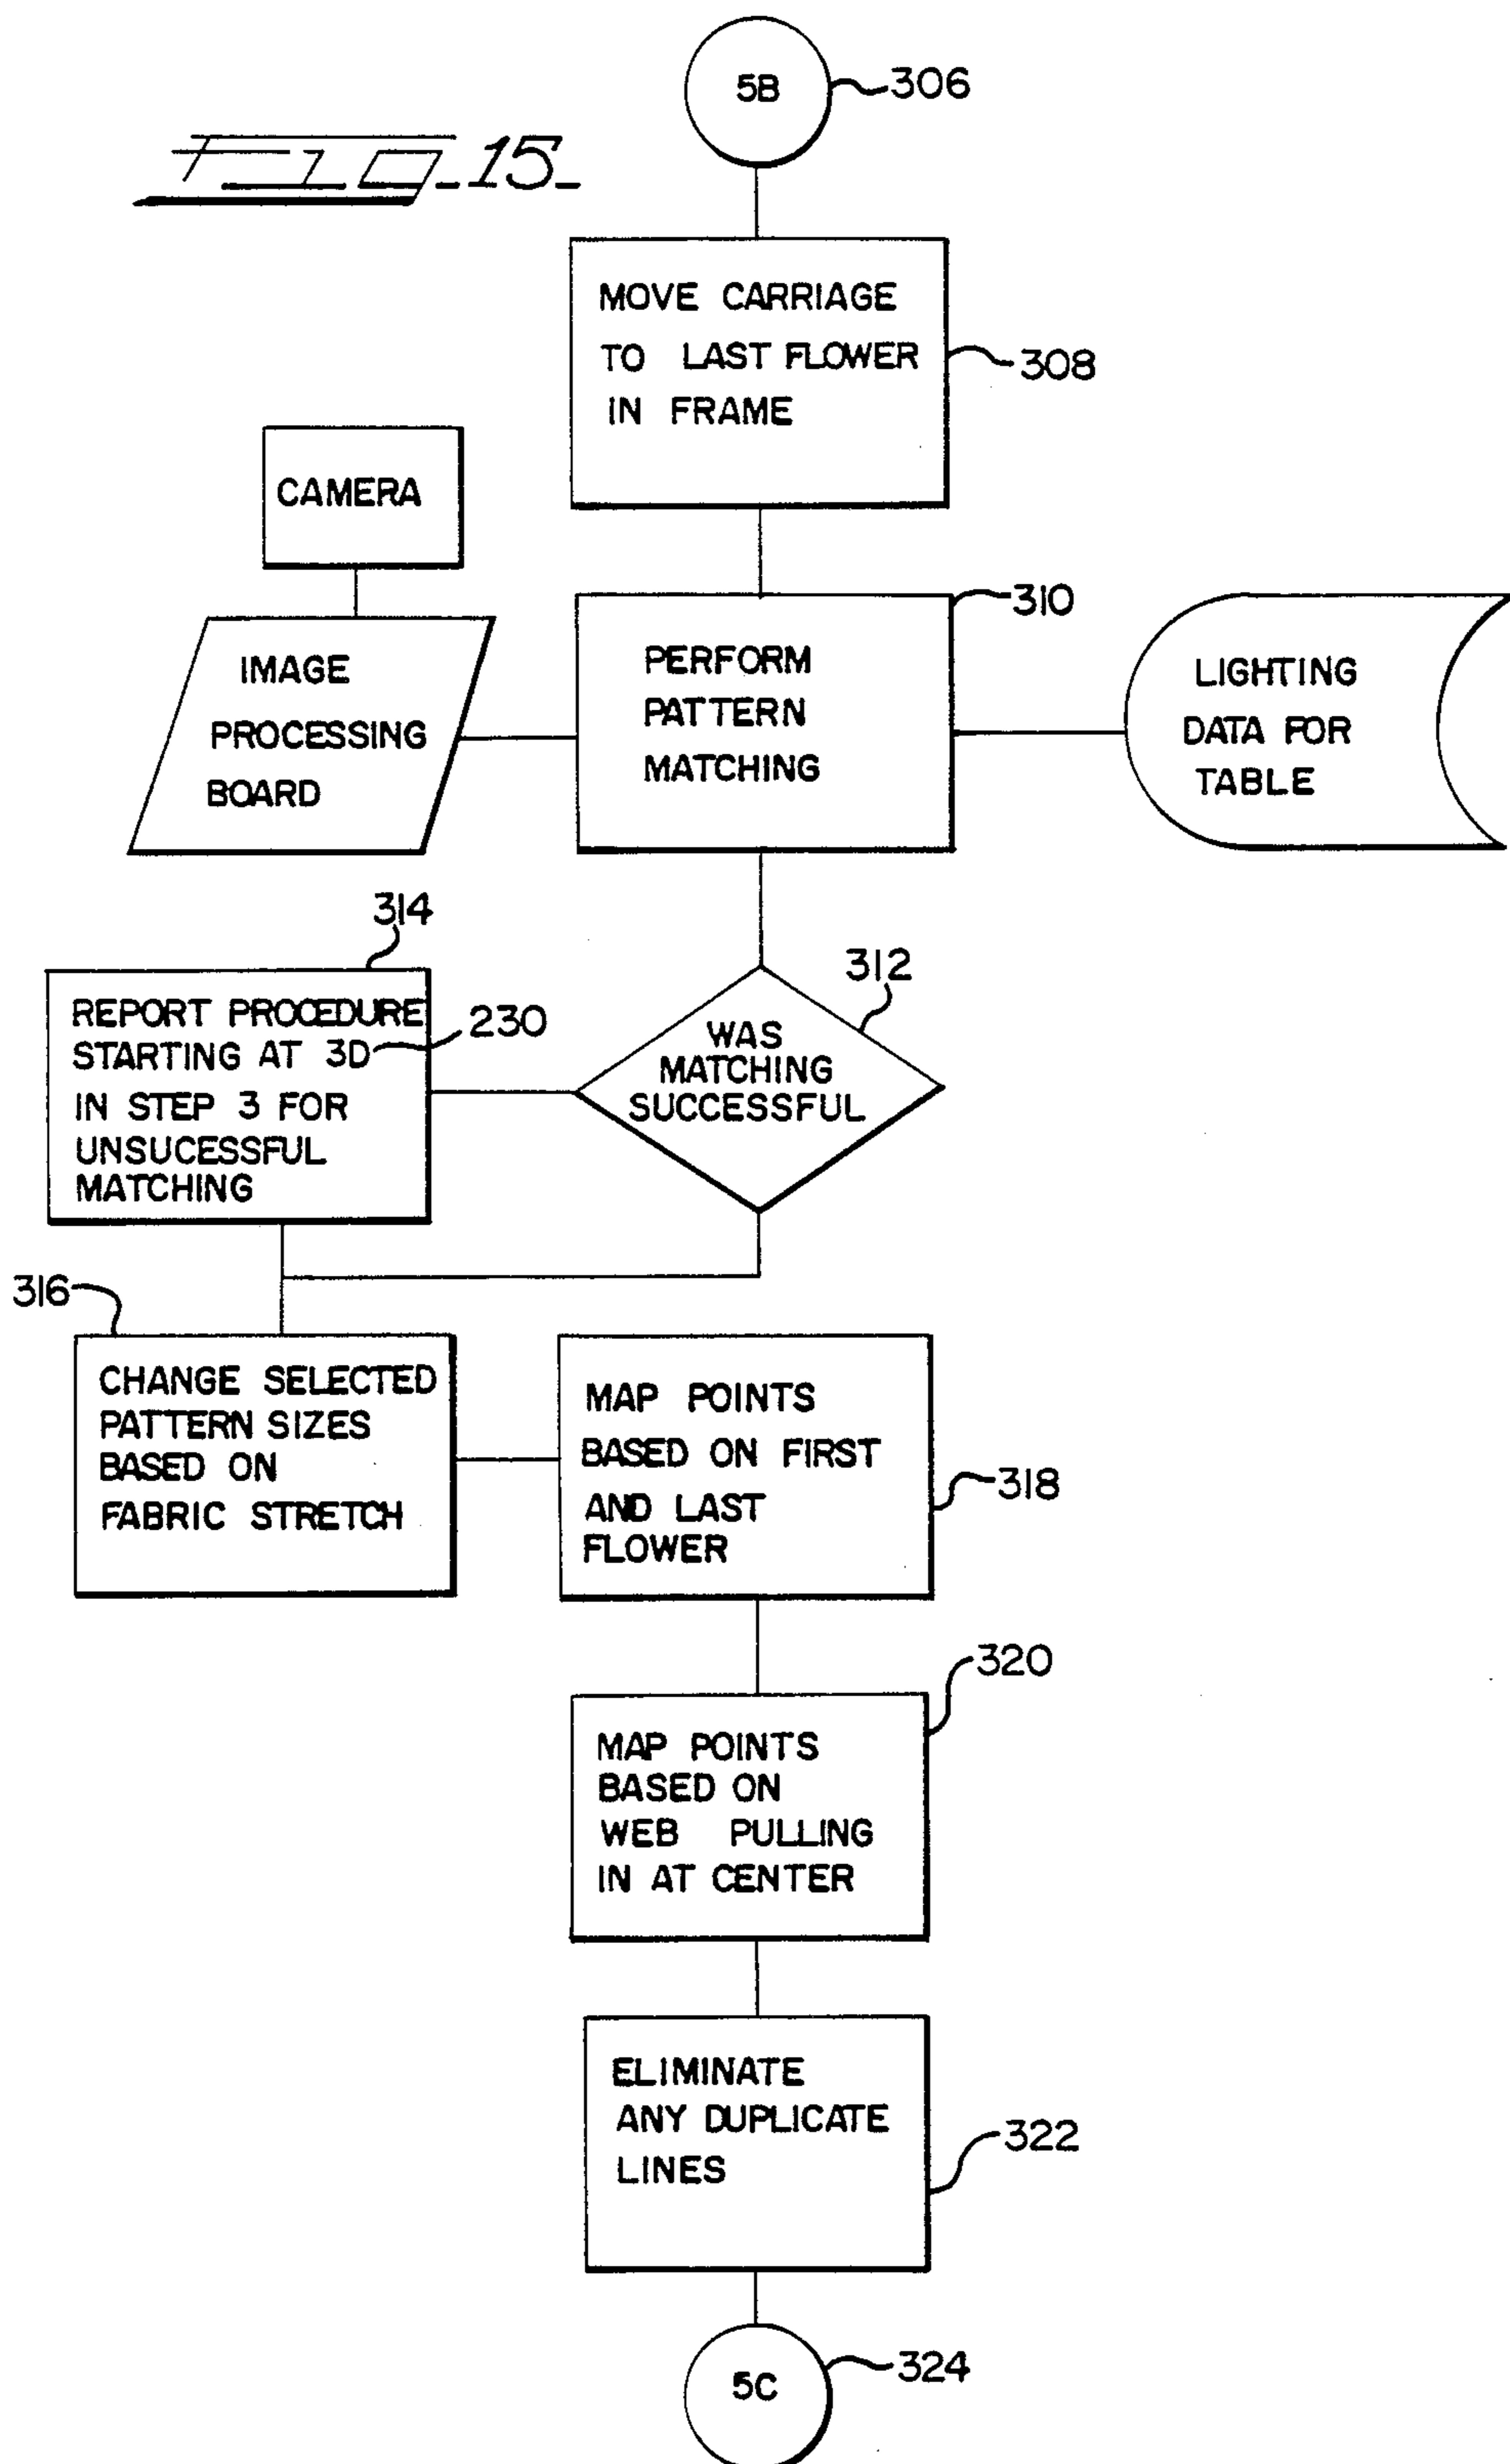 5B
306
Fig. 15.
MOVE CARRIAGE
TO LAST FLOWER
IN FRAME
308
CAMERA
IMAGE
PROCESSING
BOARD
PERFORM
PATTERN
MATCHING
310
LIGHTING
DATA FOR
TABLE
314
REPORT PROCEDURE
STARTING AT 3D
230
IN STEP 3 FOR
UNSUCESSFUL
MATCHING
312
WAS
MATCHING
SUCCESSFUL
316
CHANGE SELECTED
PATTERN SIZES
BASED ON
FABRIC STRETCH
MAP POINTS
BASED ON FIRST
AND LAST
FLOWER
318
320
MAP POINTS
BASED ON
WEB PULLING
IN AT CENTER
ELIMINATE
ANY DUPLICATE
LINES
322
5C
324